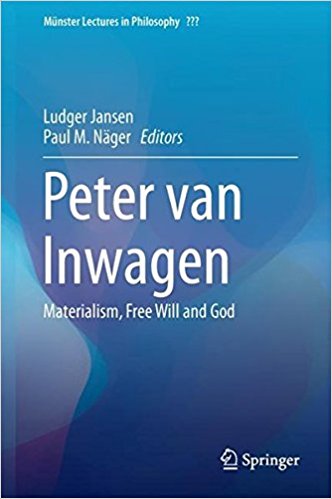 Münster Lectures in Philosophy ???
Ludger Jansen
Paul M. Näger Editors
Peter van
Inwagen
Materialism, Free Will and God
Springer